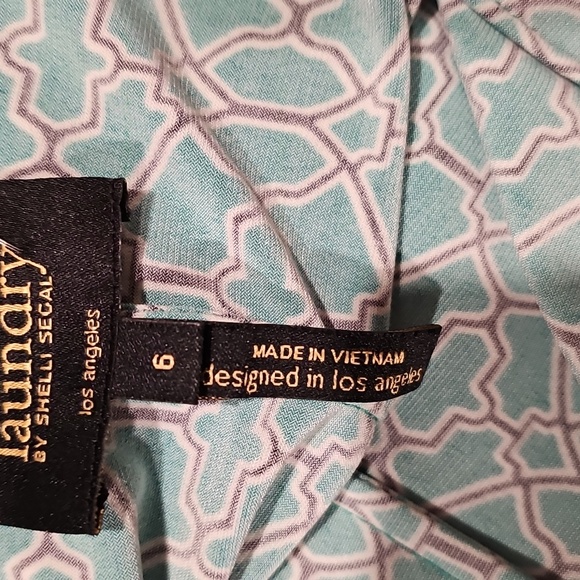 laundry
BY SHELLI SEGAL
los angeles
6
MADE IN VIETNAM
designed in los angeles